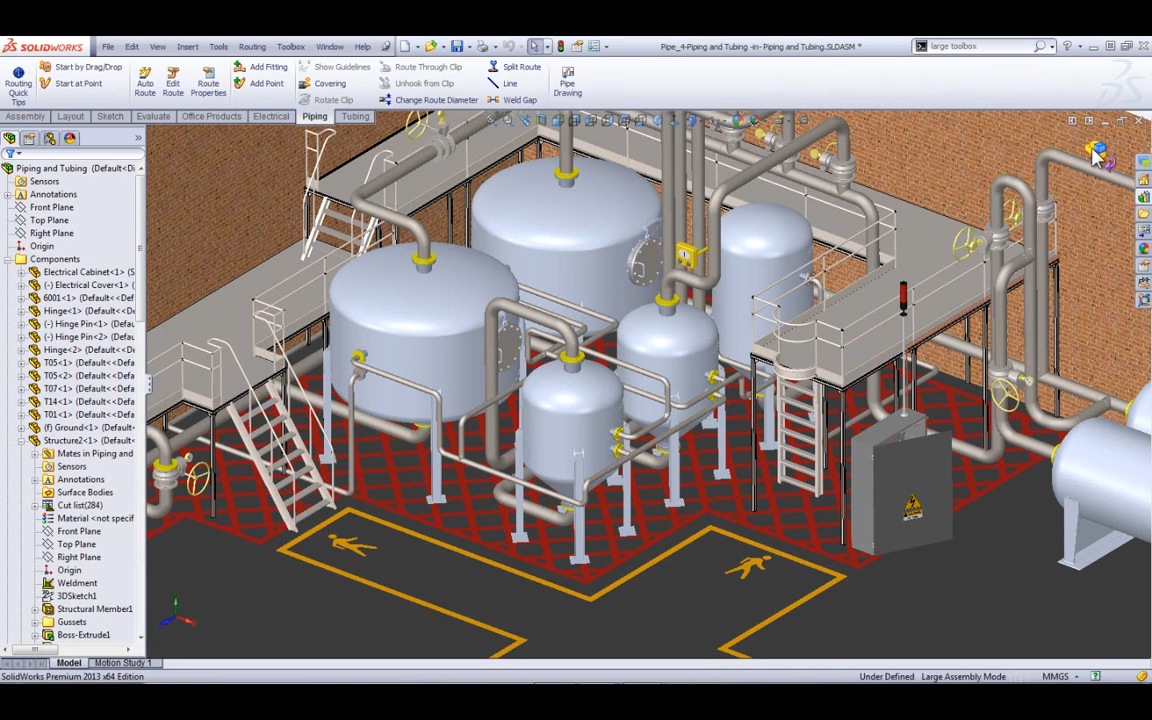 SOLIDWORKS File Edit View Insert Tools Routing Toolbox Window Help Pipe_4-Piping and Tubing -in- Piping and Tubing.SLDASM * large toolbox
Routing Quick Tips
Start by Drag/Drop
Start at Point
Auto Route
Edit Route
Routing Properties
Add Fitting
Add Point
Show Guidelines
Covering
Rotate Clip
Route Through Clip
Unhook from Clip
Change Route Diameter
Split Route
Line
Weld Gap
Pipe Drawing
Assembly Layout Sketch Evaluate Office Products Electrical Piping Tubing
Piping and Tubing (Default<Di
Sensors
Annotations
Front Plane
Top Plane
Right Plane
Origin
Components
Electrical Cabinet<1> (S
(-) Electrical Cover<1>
6001<1> (Default<<Def
Hinge<1> (Default<<De
(-) Hinge Pin<1> (Defau
(-) Hinge Pin<2> (Defau
Hinge<2> (Default<<De
T05<1> (Default<<Defa
T05<2> (Default<<Defa
T07<1> (Default<<Defa
T14<1> (Default<<Defa
T01<1> (Default<<Defa
(f) Ground<1> (Default
Structure2<1> (Default
Mates in Piping and
Sensors
Annotations
Surface Bodies
Cut list(284)
Material <not specif
Front Plane
Top Plane
Right Plane
Origin
Weldment
3DSketch1
Structural Member1
Gussets
Boss-Extrude1
Model Motion Study 1
SolidWorks Premium 2013 x64 Edition Under Defined Large Assembly Mode MMGS